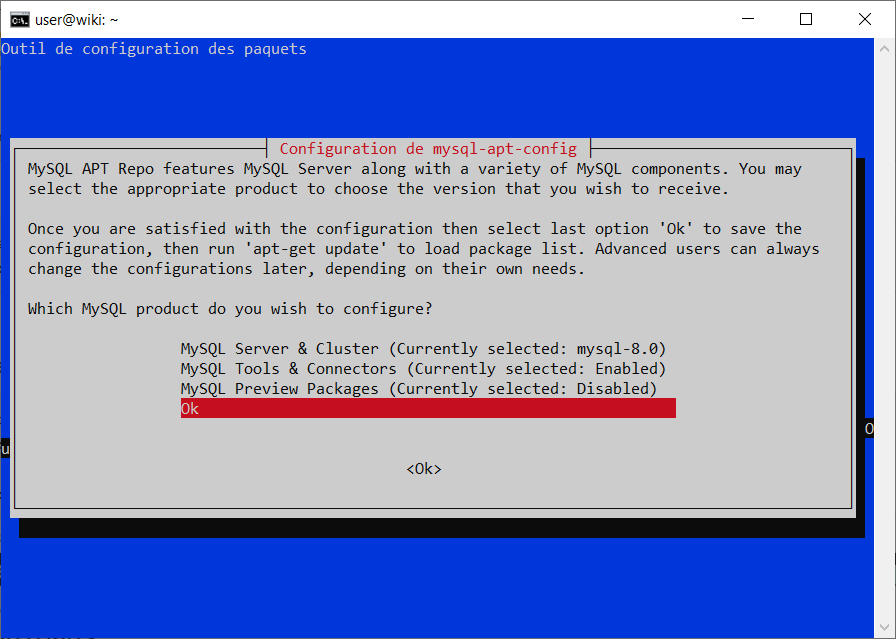 user@wiki: ~
Outil de configuration des paquets
Configuration de mysql-apt-config
MySQL APT Repo features MySQL Server along with a variety of MySQL components. You may
select the appropriate product to choose the version that you wish to receive.
Once you are satisfied with the configuration then select last option 'Ok' to save the
configuration, then run 'apt-get update' to load package list. Advanced users can always
change the configurations later, depending on their own needs.
Which MySQL product do you wish to configure?
MySQL Server & Cluster (Currently selected: mysql-8.0)
MySQL Tools & Connectors (Currently selected: Enabled)
MySQL Preview Packages (Currently selected: Disabled)
Ok
<Ok>